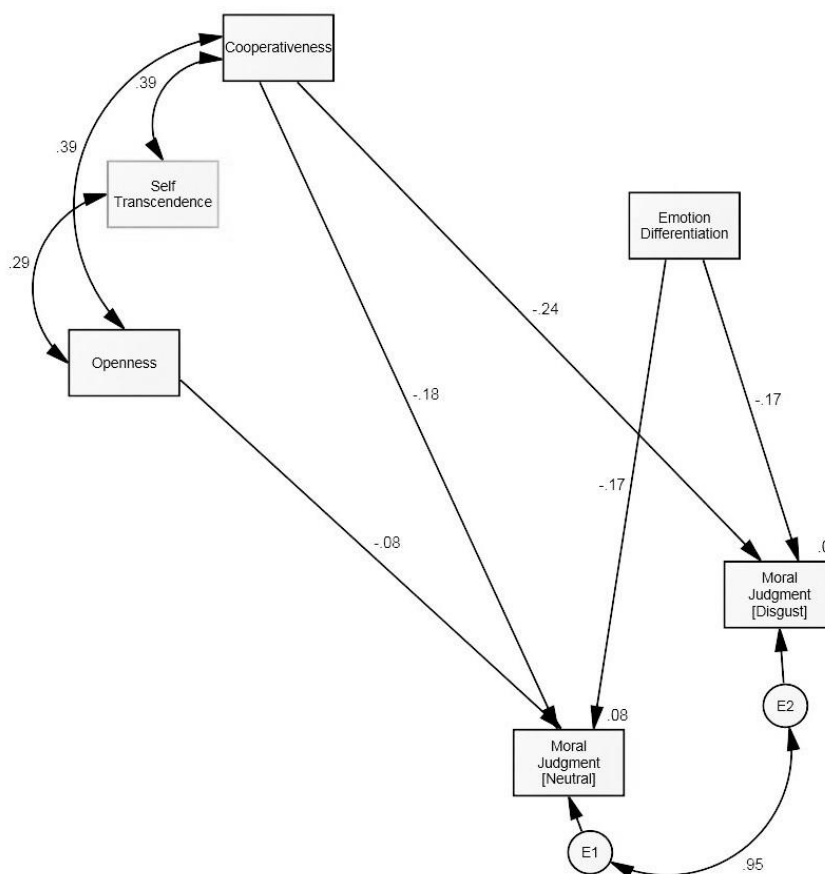 Cooperativeness
.39
.39
Self
Transcendence
Emotion
Differentiation
.29
-.24
Openness
-.18
-.17
-.17
-.08
Moral
Judgment
[Disgust]
E2
.08
Moral
Judgment
[Neutral]
E1
.95